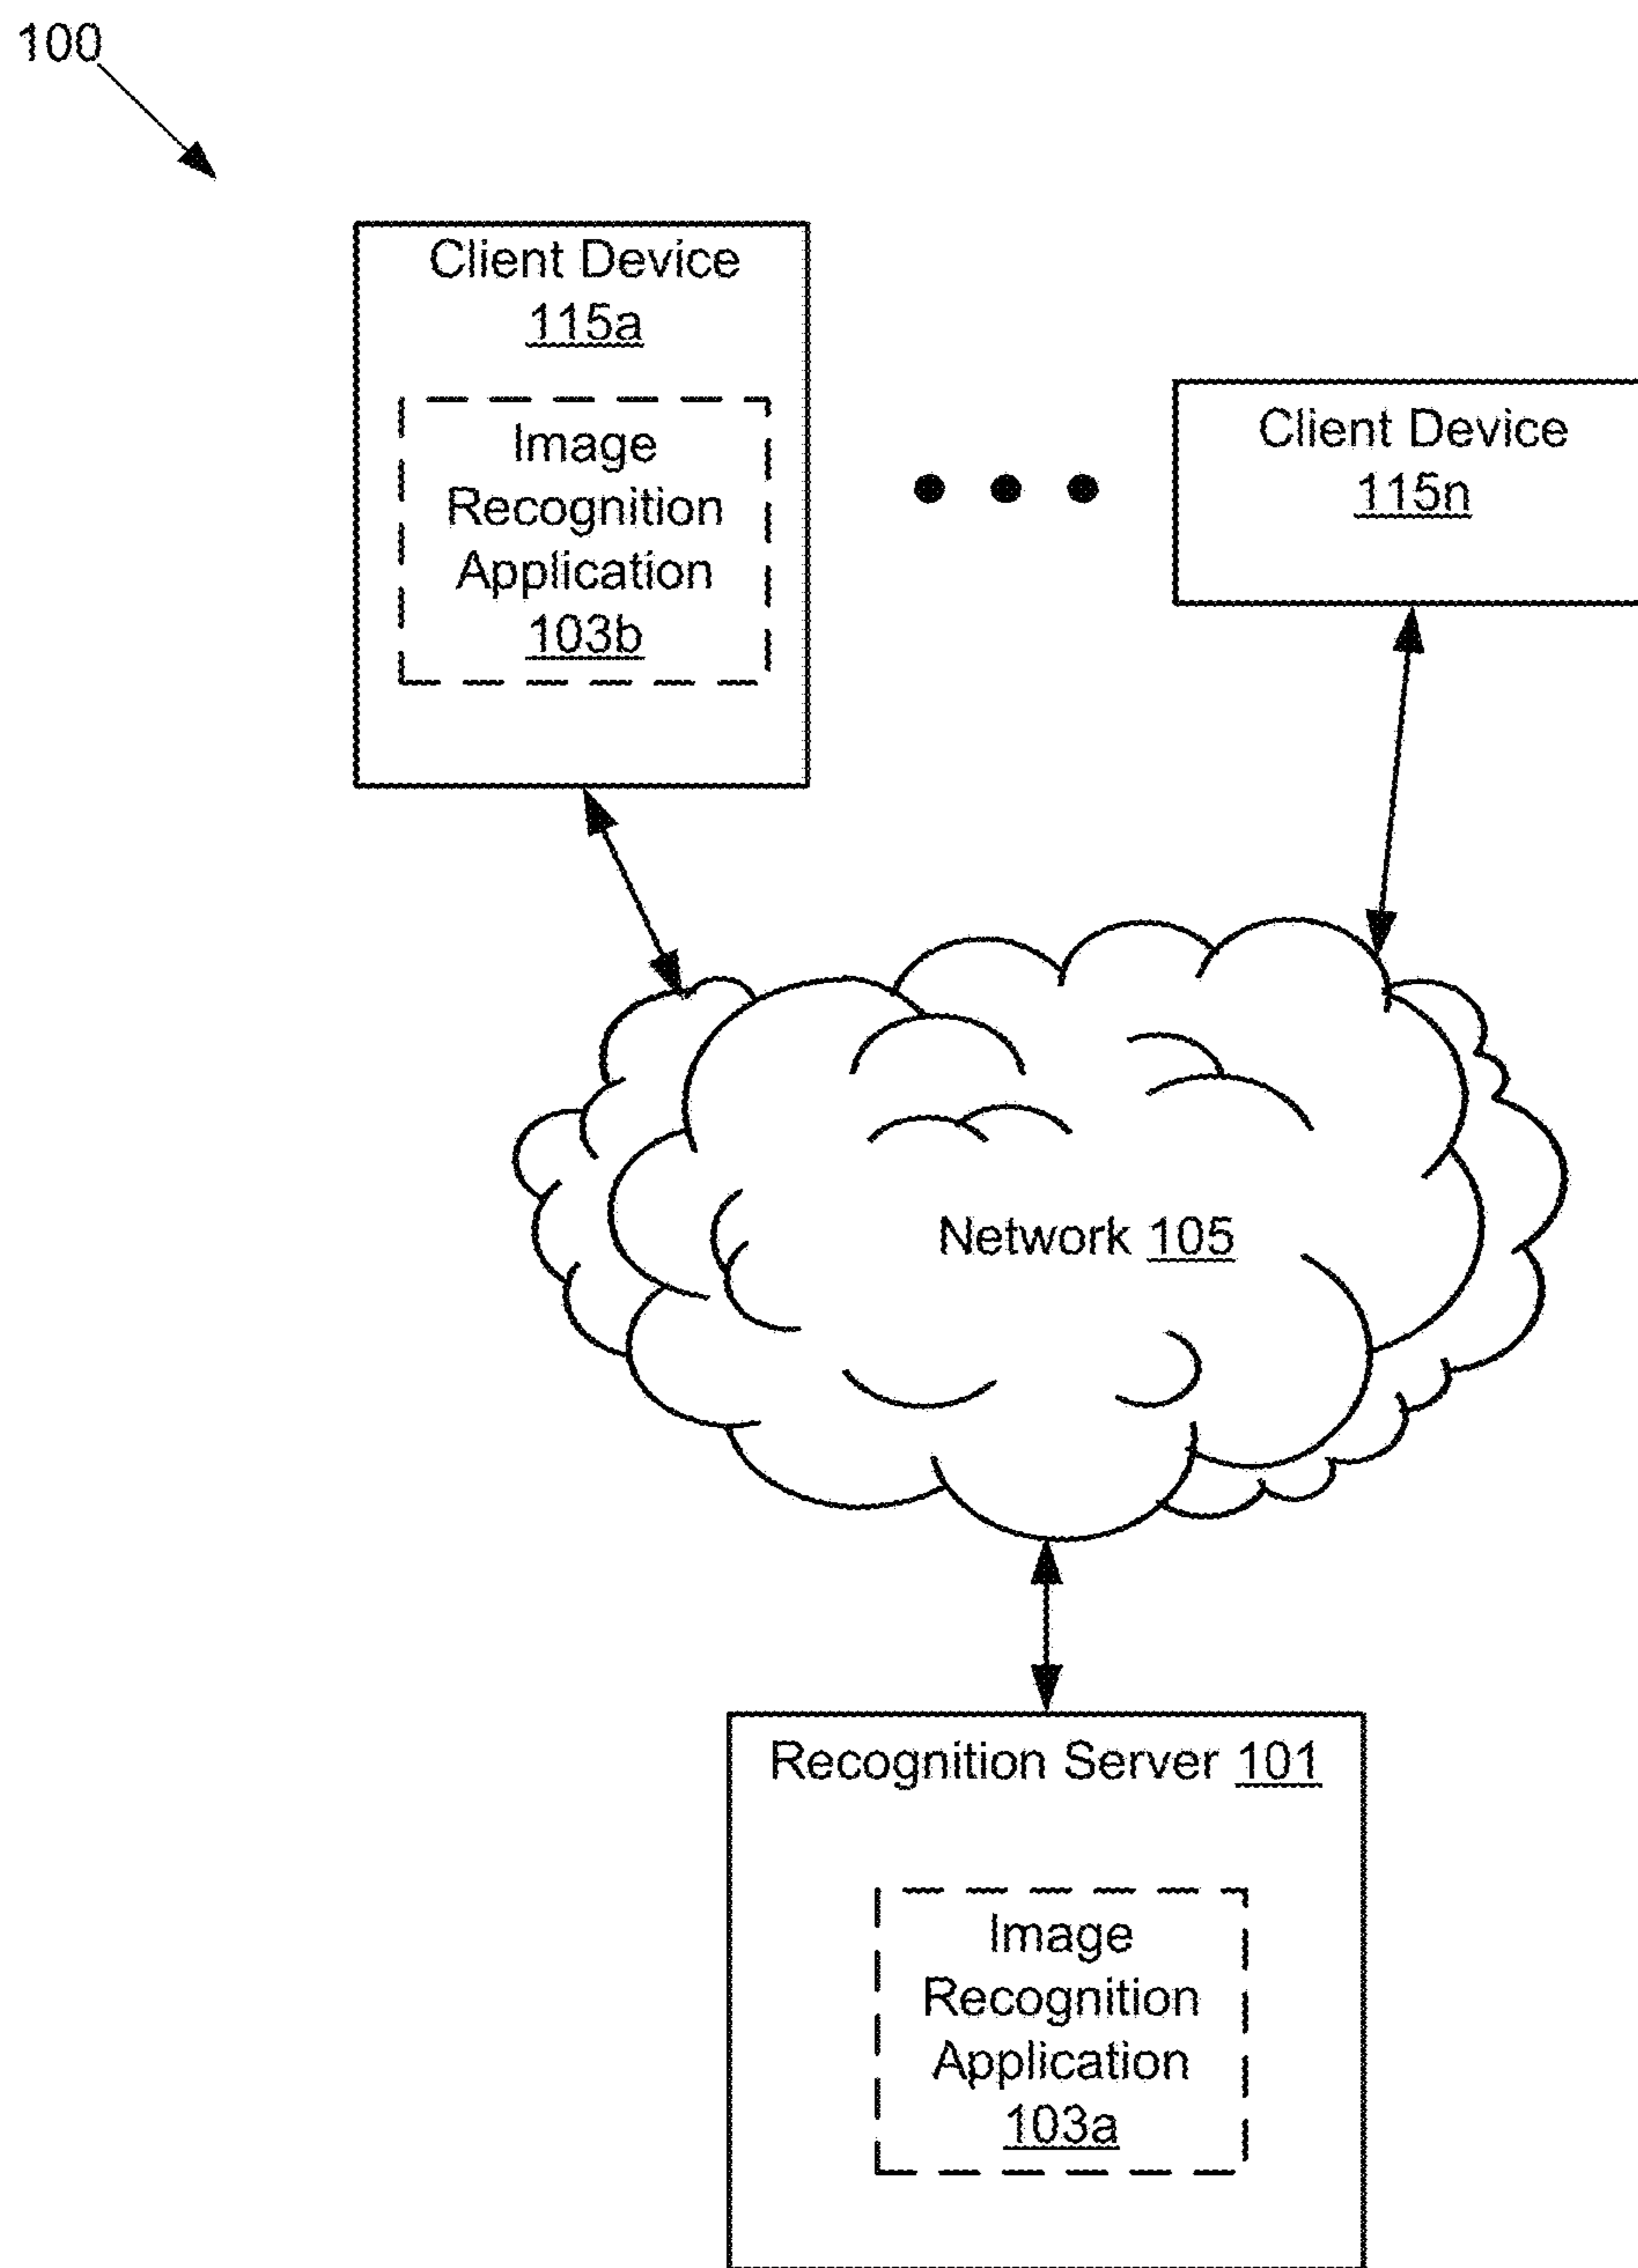 100
Client Device
115a
Image
Recognition
Application
103b
Client Device
115n
Network 105
Recognition Server 101
Image
Recognition
Application
103a